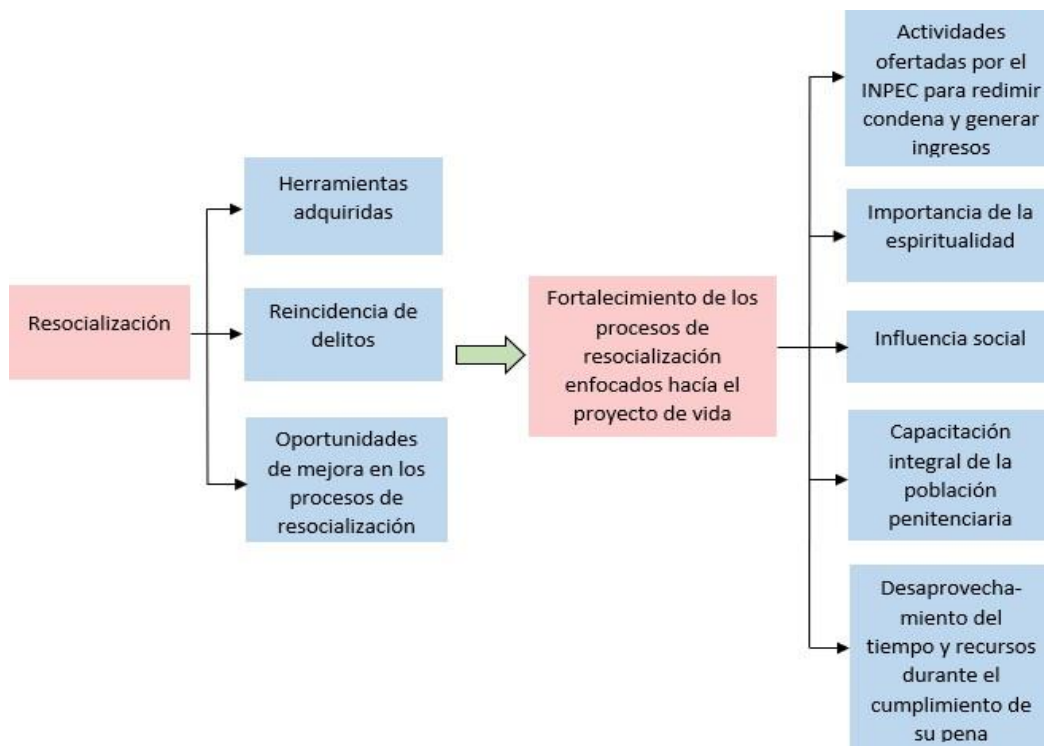 Resocialización
Herramientas
adquiridas
Reincidencia de
delitos
Oportunidades
de mejora en los
procesos de
resocialización
Fortalecimiento de los
procesos de
resocialización
enfocados hacía el
proyecto de vida
Actividades
ofertadas por el
INPEC para redimir
condena y generar
ingresos
Importancia de la
espiritualidad
Influencia social
Capacitación
integral de la
población
penitenciaria
Desaprovecha-
miento del
tiempo y recursos
durante el
cumplimiento de
su pena